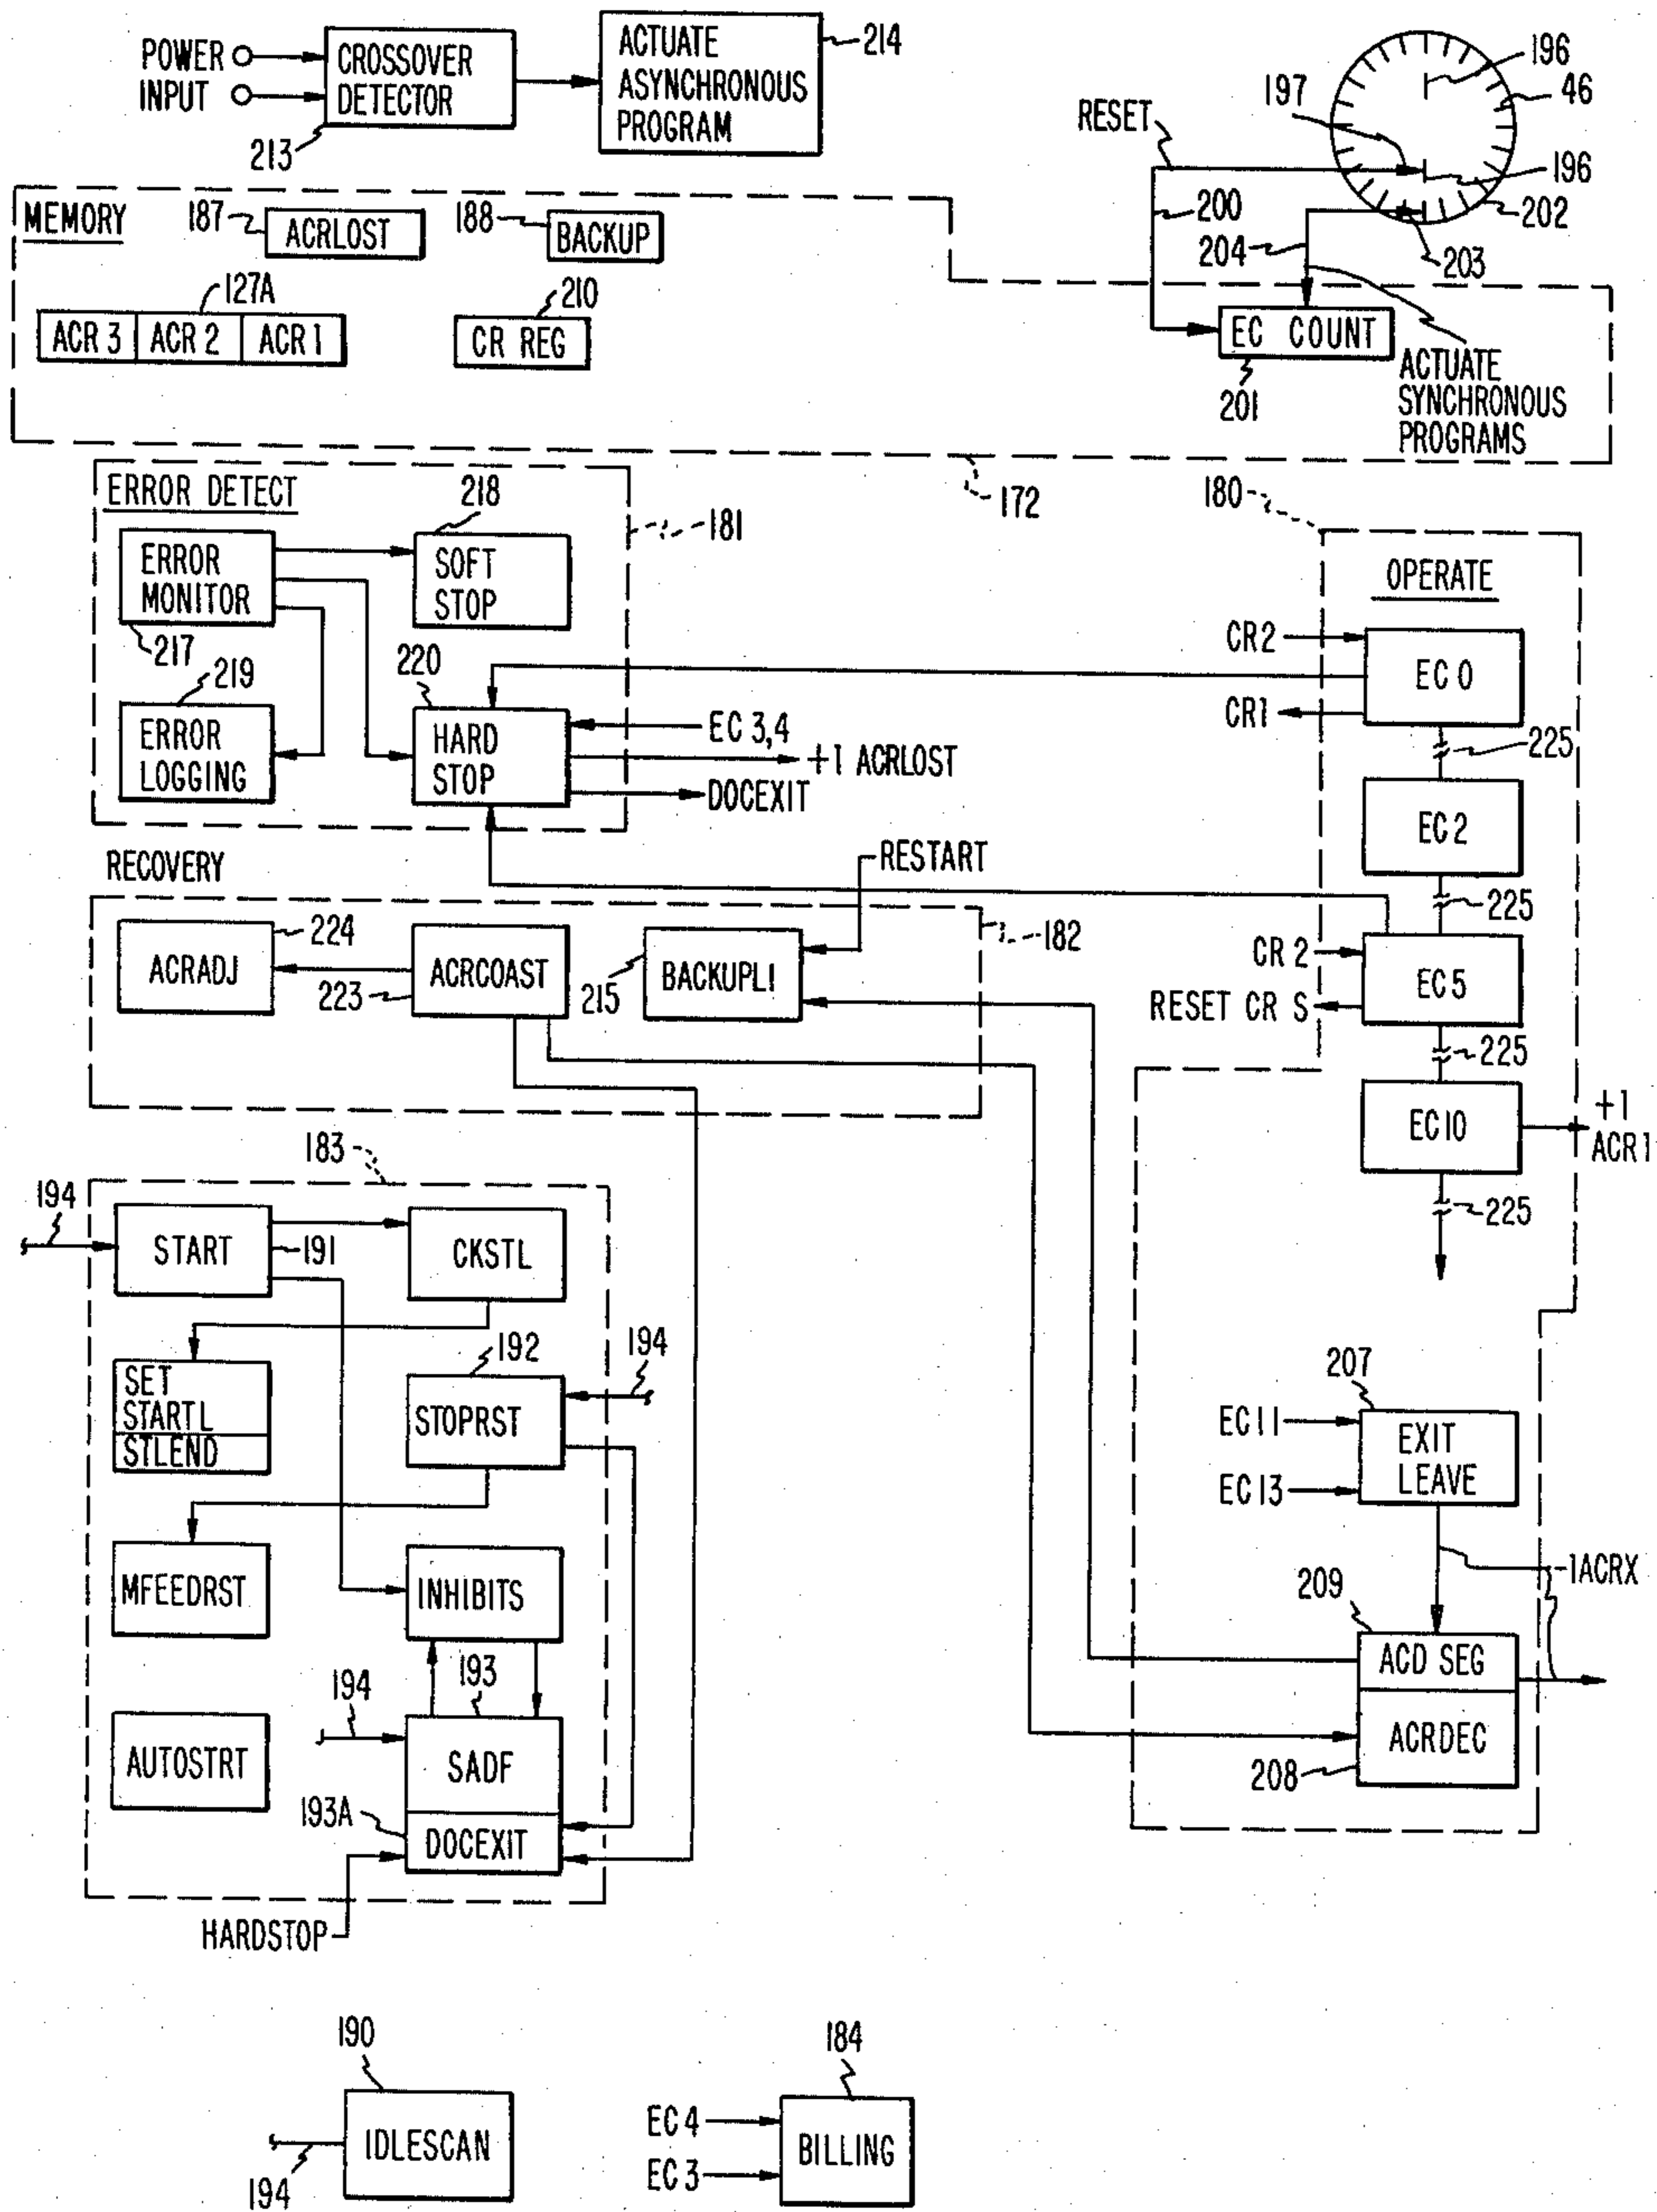 POWER
INPUT
CROSSOVER
DETECTOR
213
ACTUATE
ASYNCHRONOUS
PROGRAM
214
RESET
197
196
46
196
202
200
204
203
MEMORY
187
ACRLOST
188
BACKUP
127A
ACR 3
ACR 2
ACR 1
210
CR REG
EC COUNT
201
ACTUATE
SYNCHRONOUS
PROGRAMS
172
ERROR DETECT
181
ERROR
MONITOR
217
218
SOFT
STOP
219
ERROR
LOGGING
220
HARD
STOP
EC 3,4
+1 ACRLOST
DOCEXIT
180
OPERATE
CR2
EC 0
CR1
225
EC 2
225
CR 2
EC 5
RESET CR S
225
EC 10
+1
ACR 1
225
RECOVERY
RESTART
182
224
ACRADJ
ACRCOAST
223
215
BACKUPL1
183
194
START
191
CKSTL
SET
STARTL
STLEND
192
STOPRST
194
MFEEDRST
INHIBITS
193
194
SADF
AUTOSTRT
193A
DOCEXIT
HARDSTOP
207
EC 11
EC 13
EXIT
LEAVE
-1ACRX
209
ACD SEG
ACRDEC
208
190
IDLESCAN
194
184
EC 4
EC 3
BILLING